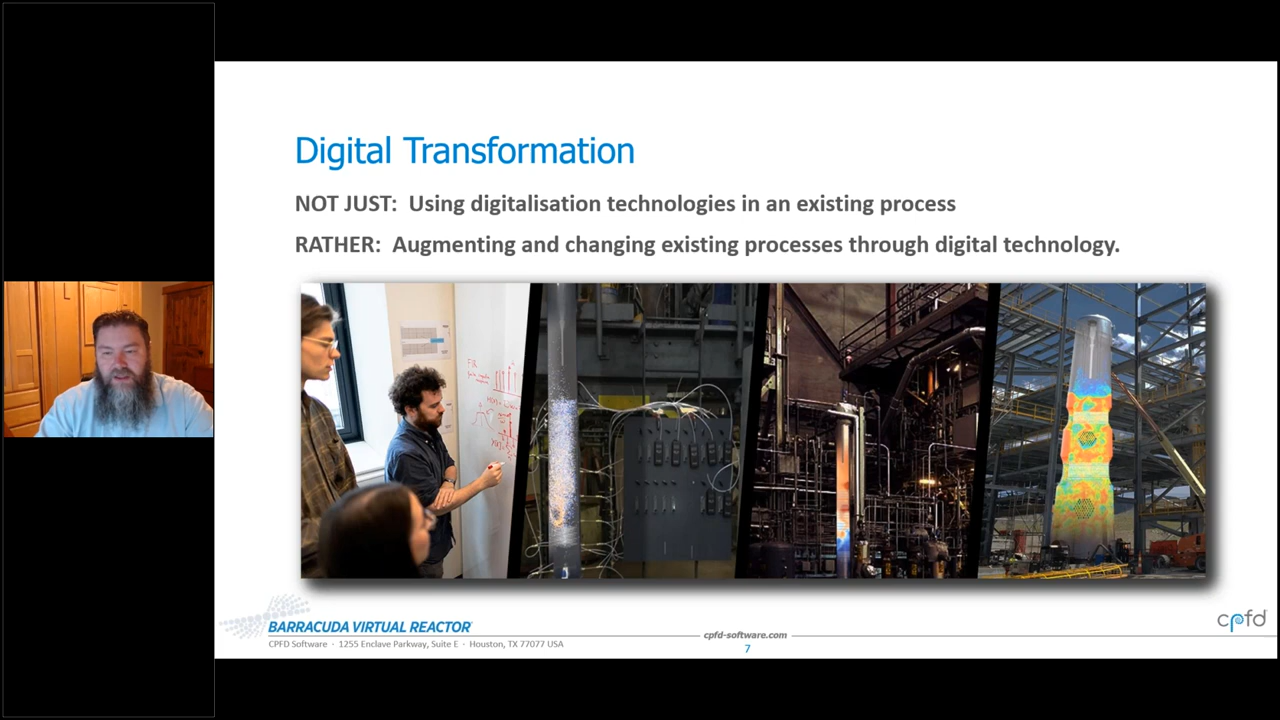 Digital Transformation
NOT JUST: Using digitalisation technologies in an existing process
RATHER: Augmenting and changing existing processes through digital technology.
BARRACUDA VIRTUAL REACTOR
CPFD Software · 1255 Enclave Parkway, Suite E · Houston, TX 77077 USA
cpfd-software.com
7
cpfd